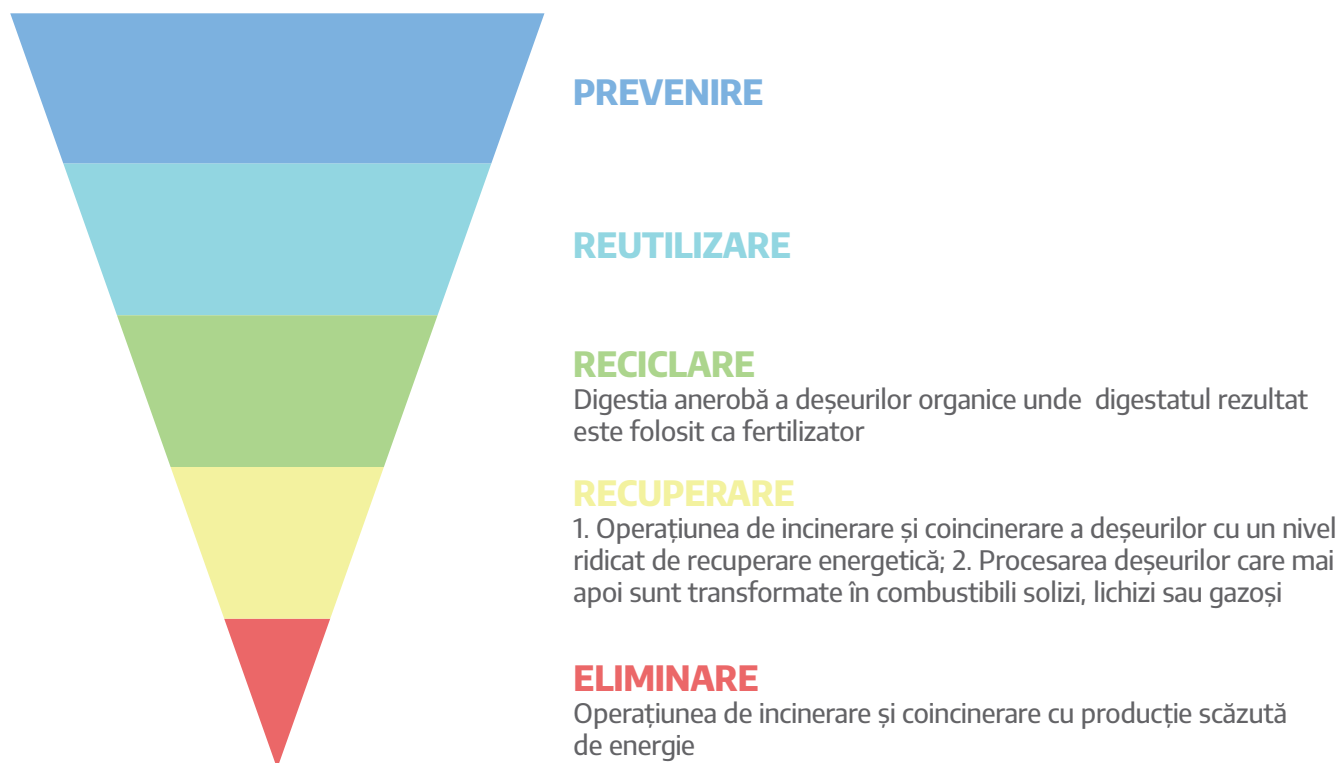 PREVENIRE
REUTILIZARE
RECICLARE
Digestia anerobă a deșeurilor organice unde  digestatul rezultat
este folosit ca fertilizator
RECUPERARE
1. Operațiunea de incinerare și coincinerare a deșeurilor cu un nivel
ridicat de recuperare energetică; 2. Procesarea deșeurilor care mai
apoi sunt transformate în combustibili solizi, lichizi sau gazoși
ELIMINARE
Operațiunea de incinerare și coincinerare cu producție scăzută
de energie